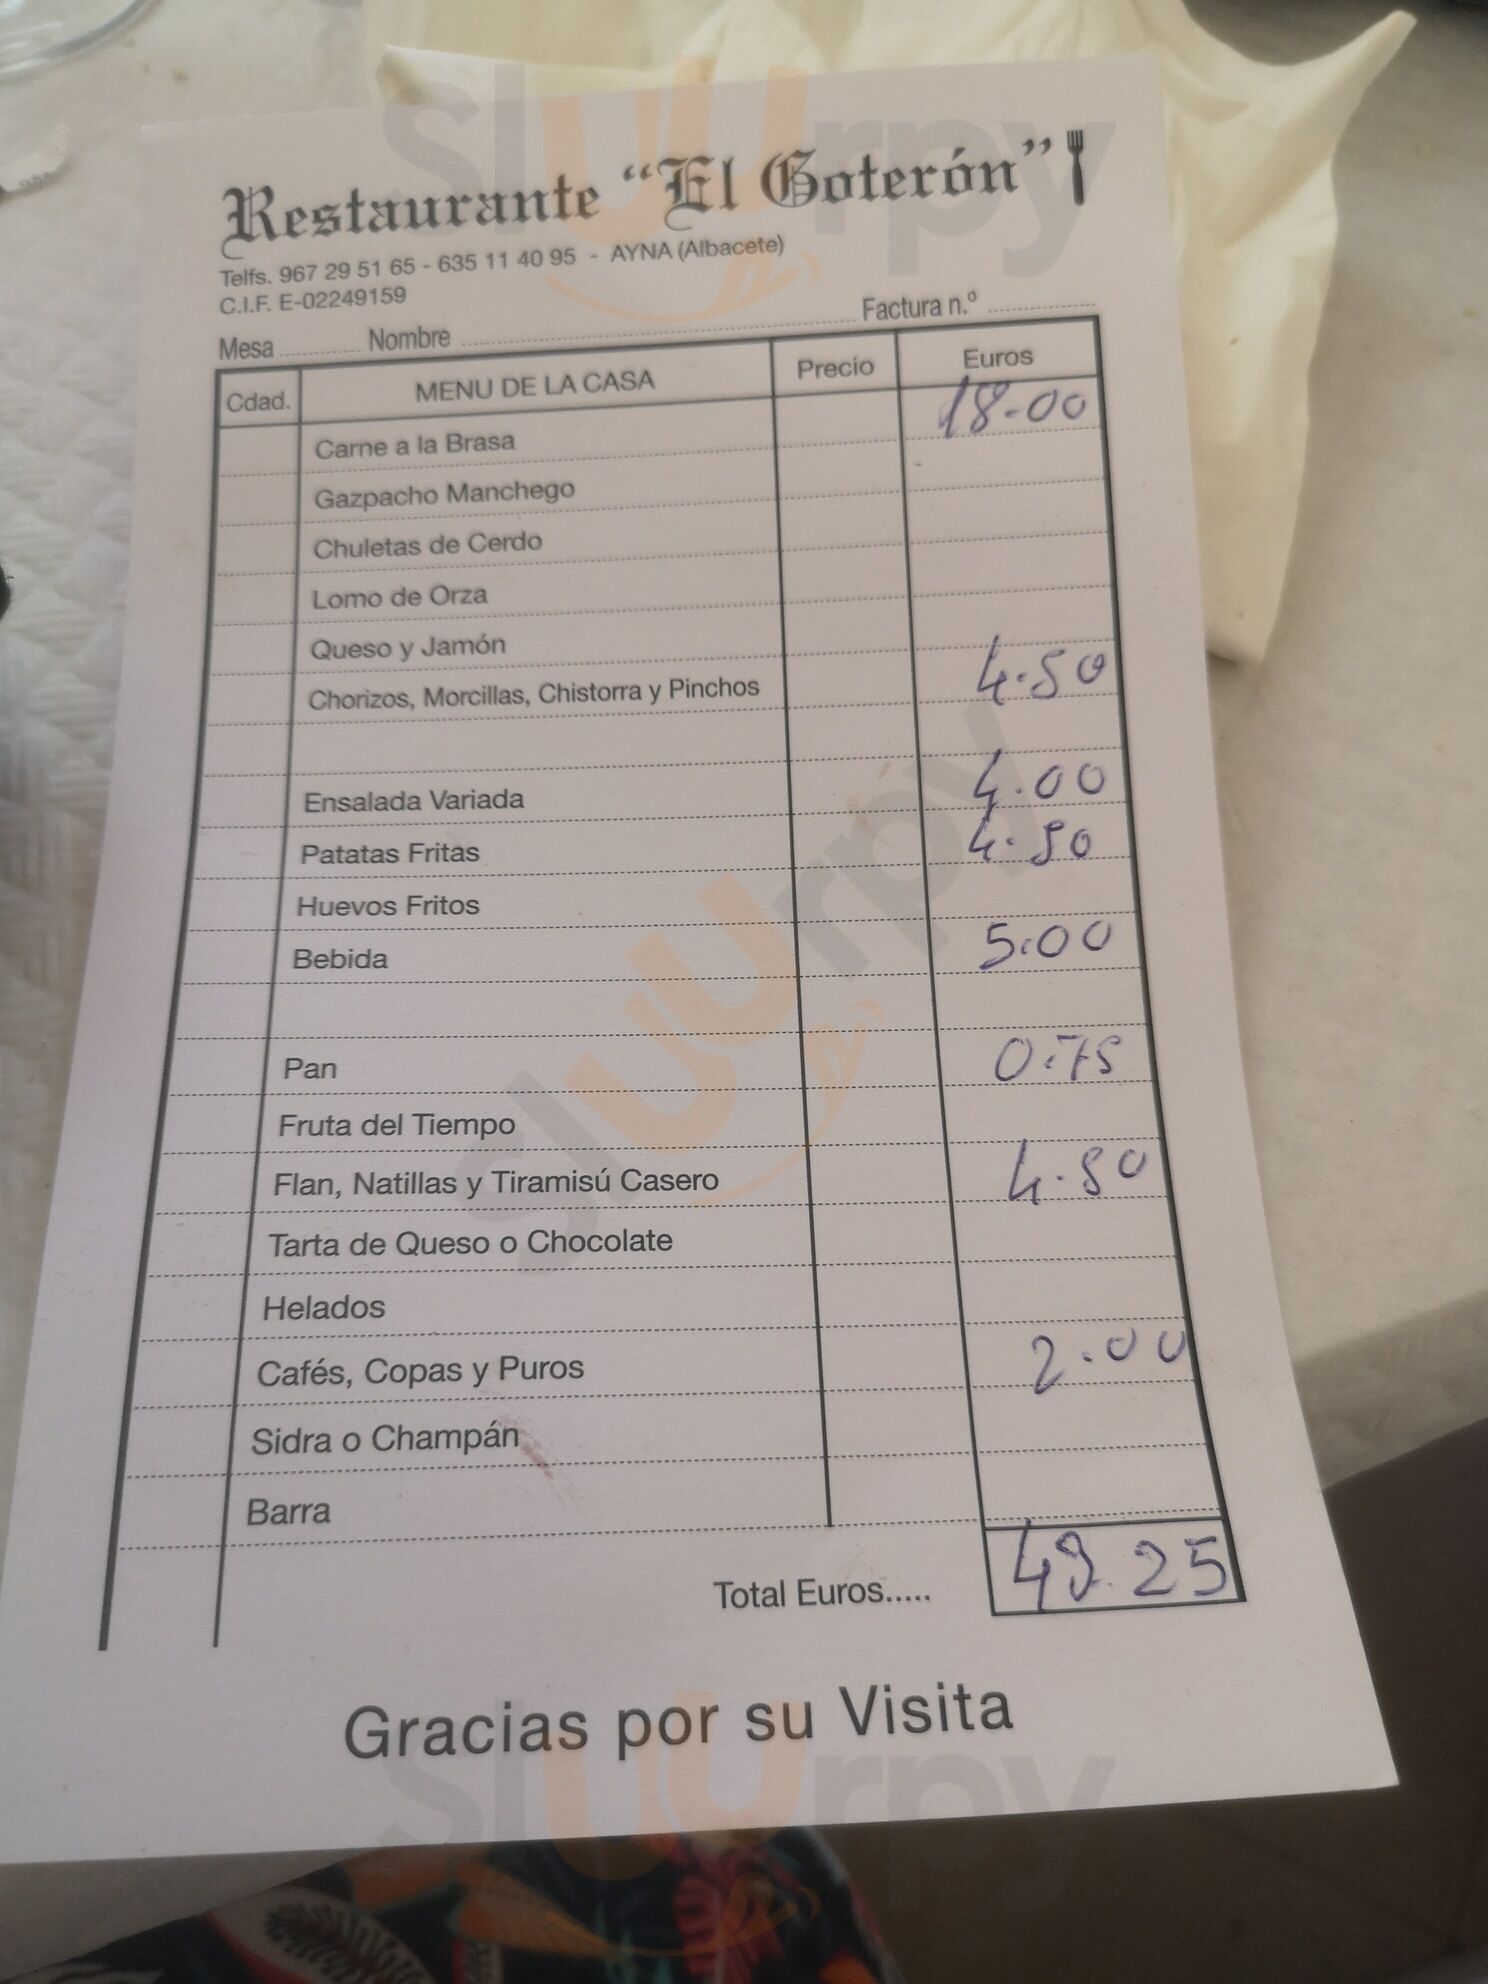 Restaurante "El Goterón"
Telfs. 967 29 51 65 - 635 11 40 95 - AYNA (Albacete)
C.I.F. E-02249159
Mesa Nombre Factura n.º
Cdad. MENU DE LA CASA Precio Euros
Carne a la Brasa 18.00
Gazpacho Manchego
Chuletas de Cerdo
Lomo de Orza
Queso y Jamón
Chorizos, Morcillas, Chistorra y Pinchos 4.50
Ensalada Variada 4.00
Patatas Fritas 4.50
Huevos Fritos
Bebida 5.00
Pan 0.75
Fruta del Tiempo
Flan, Natillas y Tiramisú Casero 4.50
Tarta de Queso o Chocolate
Helados
Cafés, Copas y Puros 2.00
Sidra o Champán
Barra
Total Euros..... 49.25
Gracias por su Visita
sluurpy
sluurpy
sluurpy